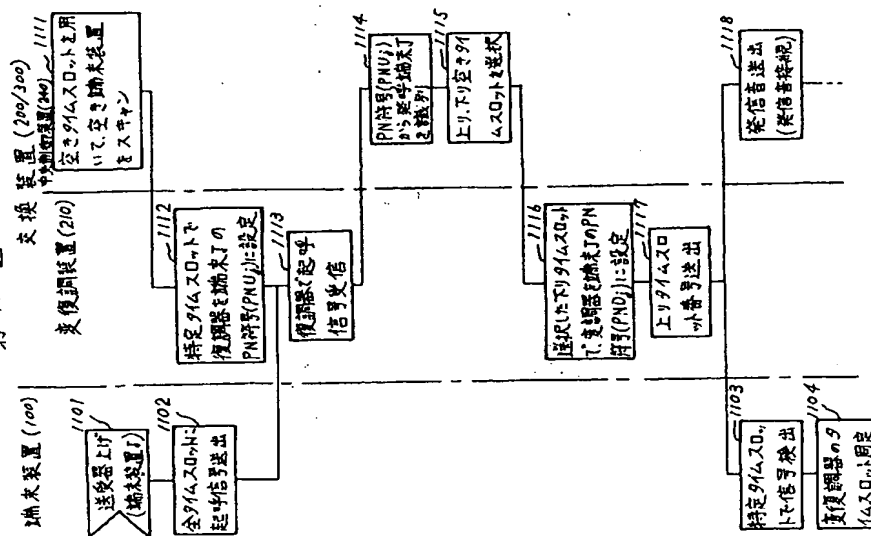 交換装置(200/300)
変復調装置(210)
端末装置(100)
1101
送受器上げ
(端末装置J)
1102
全タイムスロットに
起呼信号送出
中央制御装置(240)
1111
空きタイムスロットを用
いて、空き端末装置
をスキャン
1112
特定タイムスロットで
復調器を端末Jの
PN符号(PNUj)に設定
1113
復調器で起呼
信号受信
1114
PN符号(PNUj)
から発呼端末J
を識別
1115
上り、下り空きタイ
ムスロットを選択
1116
選択した下りタイムスロット
で、変調器を端末JのPN
符号(PNDj)に設定
1117
上りタイムスロ
ット番号送出
1118
発信音送出
(発信音接続)
1103
特定タイムスロッ
トで信号検出
1104
変復調器のタ
イムスロット固定